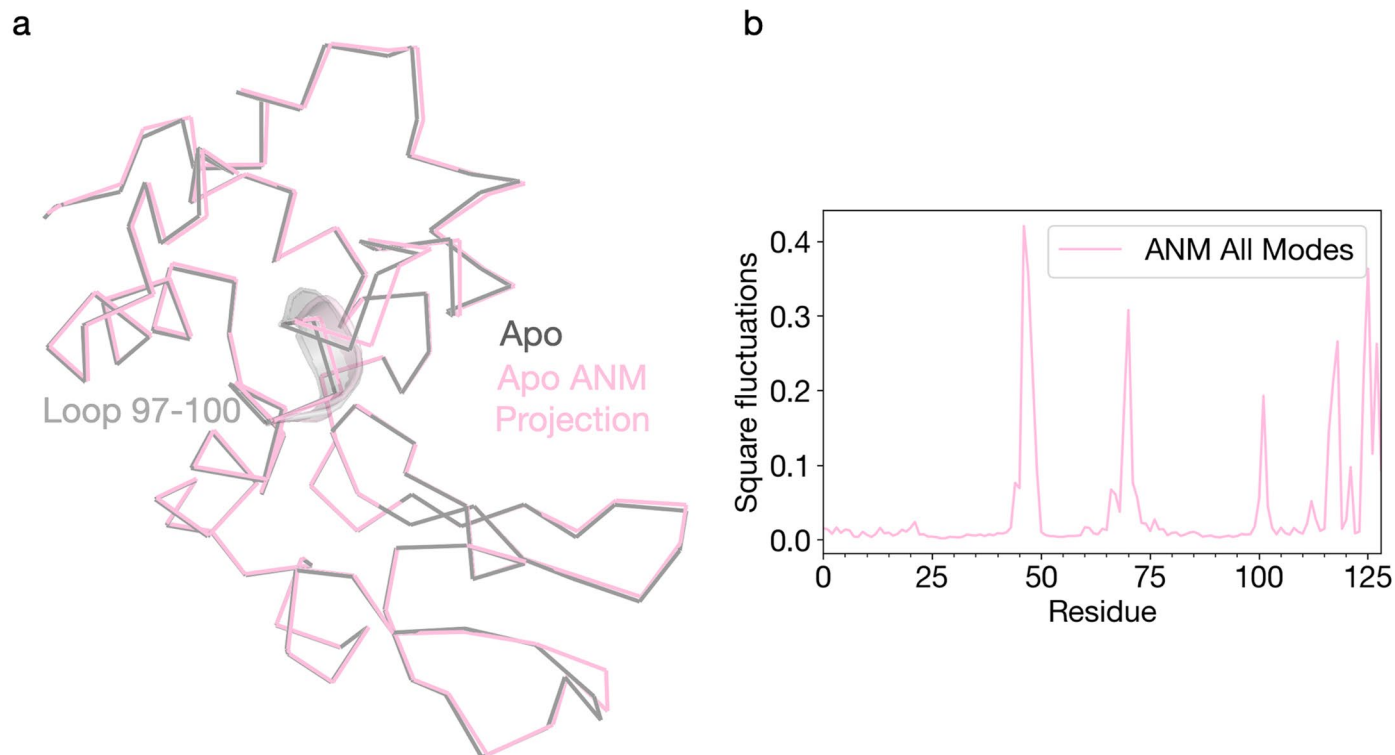 a
b
Apo
Apo ANM
Projection
Loop 97-100
ANM All Modes
Square fluctuations
0.4
0.3
0.2
0.1
0.0
0
25
50
75
100
125
Residue